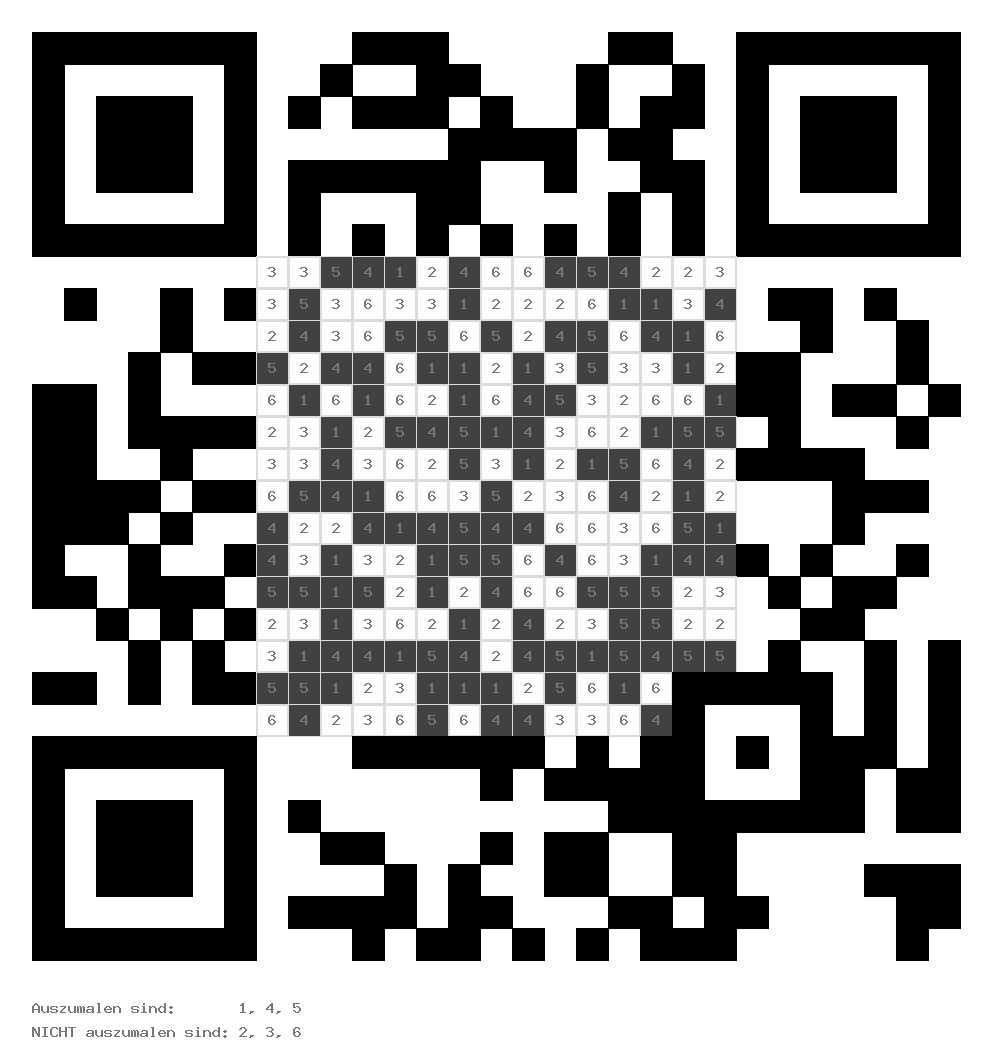 3 3 5 4 1 2 4 6 6 4 5 4 2 2 3
3 5 3 6 3 3 1 2 2 2 6 1 1 3 4
2 4 3 6 5 5 6 5 2 4 5 6 4 1 6
5 2 4 4 6 1 1 2 1 3 5 3 3 1 2
6 1 6 1 6 2 1 6 4 5 3 2 6 6 1
2 3 1 2 5 4 5 1 4 3 6 2 1 5 5
3 3 4 3 6 2 5 3 1 2 1 5 6 4 2
6 5 4 1 6 6 3 5 2 3 6 4 2 1 2
4 2 2 4 1 4 5 4 4 6 6 3 6 5 1
4 3 1 3 2 1 5 5 6 4 6 3 1 4 4
5 5 1 5 2 1 2 4 6 6 5 5 5 2 3
2 3 1 3 6 2 1 2 4 2 3 5 5 2 2
3 1 4 4 1 5 4 2 4 5 1 5 4 5 5
5 5 1 2 3 1 1 1 2 5 6 1 6
6 4 2 3 6 5 6 4 4 3 3 6 4
Auszumalen sind: 1, 4, 5
NICHT auszumalen sind: 2, 3, 6